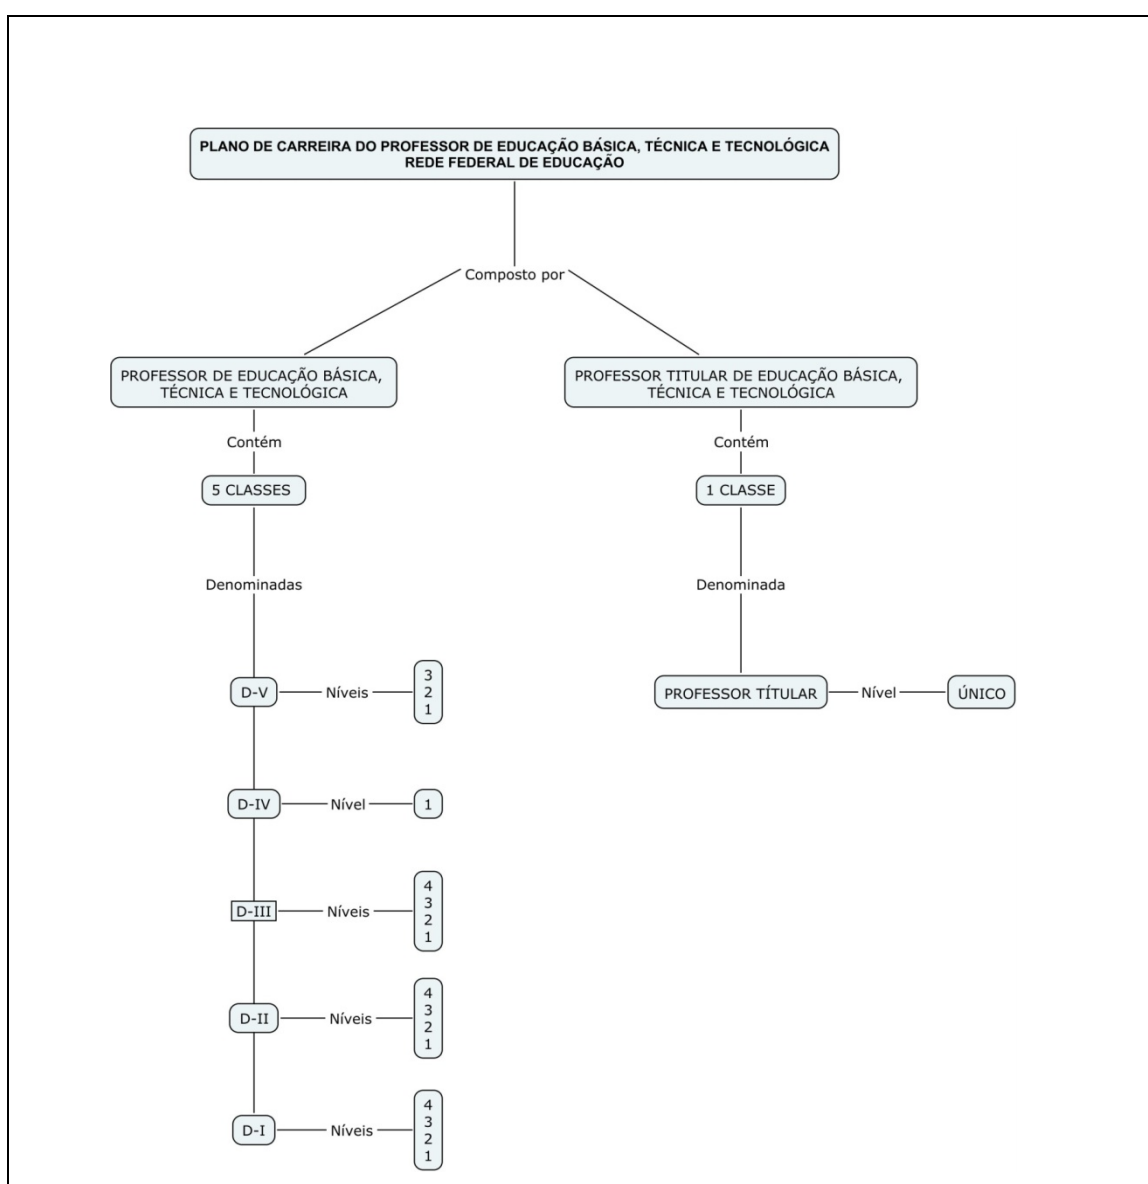 PLANO DE CARREIRA DO PROFESSOR DE EDUCAÇÃO BÁSICA, TÉCNICA E TECNOLÓGICA
REDE FEDERAL DE EDUCAÇÃO
Composto por
PROFESSOR DE EDUCAÇÃO BÁSICA,
TÉCNICA E TECNOLÓGICA
Contém
5 CLASSES
Denominadas
D-V
Níveis
3
2
1
D-IV
Nível
1
D-III
Níveis
4
3
2
1
D-II
Níveis
4
3
2
1
D-I
Níveis
4
3
2
1
PROFESSOR TITULAR DE EDUCAÇÃO BÁSICA,
TÉCNICA E TECNOLÓGICA
Contém
1 CLASSE
Denominada
PROFESSOR TÍTULAR
Nível
ÚNICO